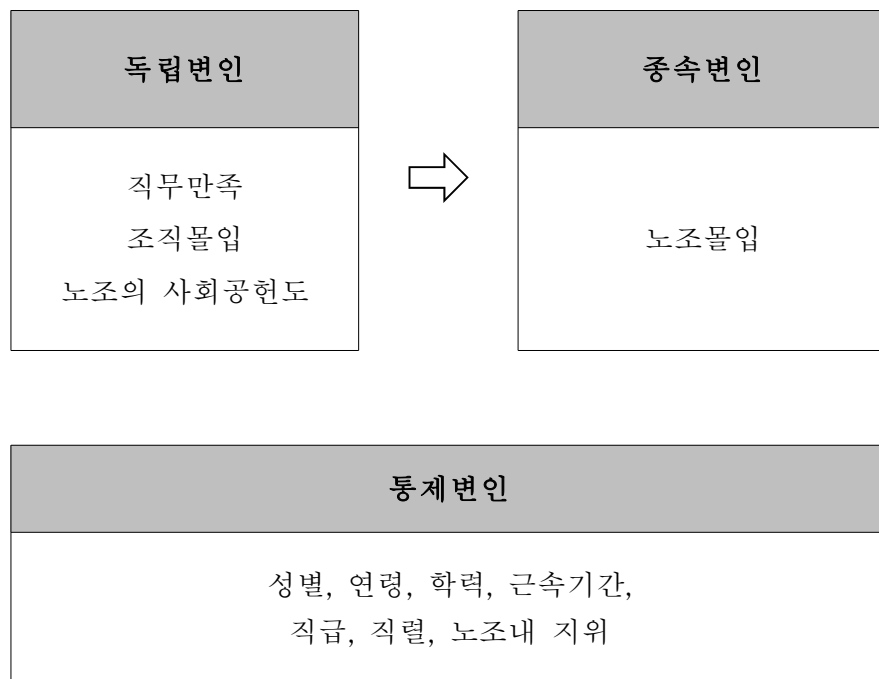 독립변인
직무만족
조직몰입
노조의 사회공헌도
종속변인
노조몰입
통제변인
성별, 연령, 학력, 근속기간,
직급, 직렬, 노조내 지위